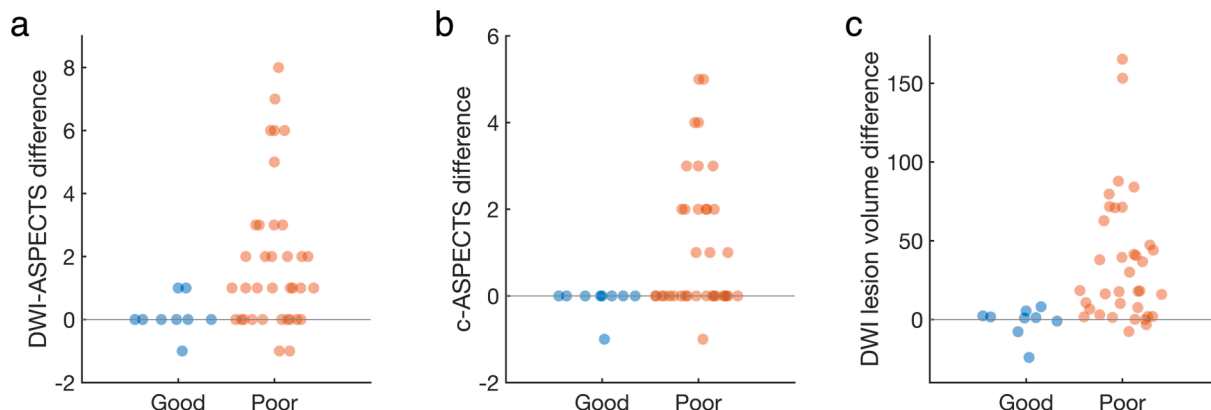 a
DWI-ASPECTS difference
8
6
4
2
0
-2
Good Poor
b
c-ASPECTS difference
6
4
2
0
-2
Good Poor
c
DWI lesion volume difference
150
100
50
0
Good Poor